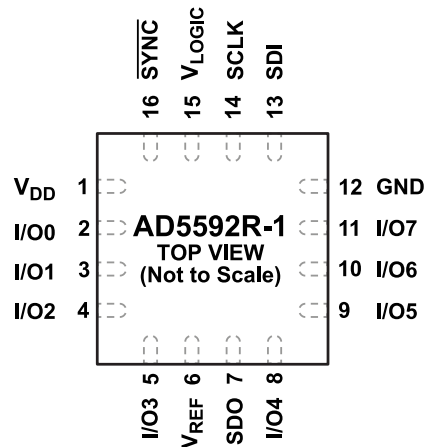 SYNC
VLOGIC
SCLK
SDI
16
15
14
13
VDD 1
I/O0 2
I/O1 3
I/O2 4
AD5592R-1
TOP VIEW
(Not to Scale)
12 GND
11 I/O7
10 I/O6
9 I/O5
5
6
7
8
I/O3
VREF
SDO
I/O4